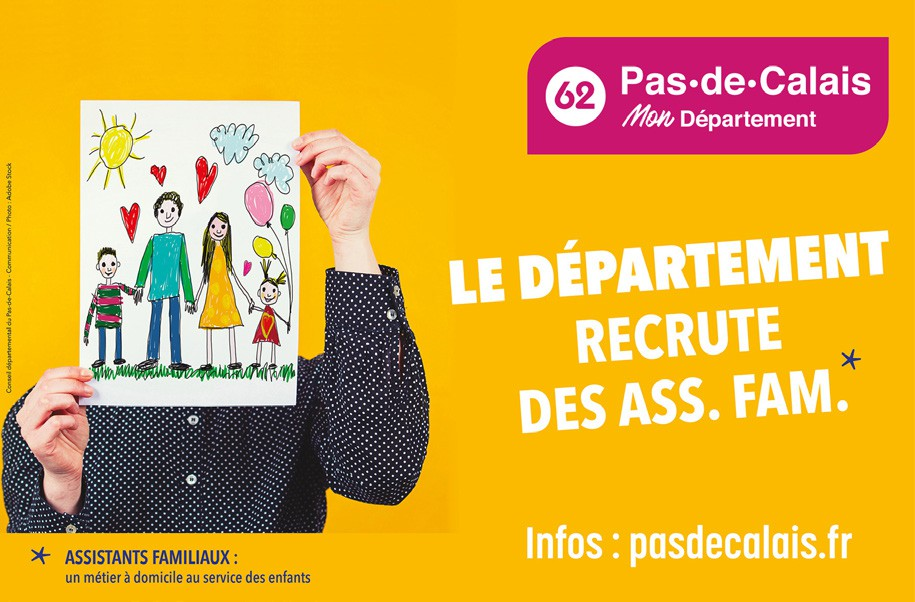 62
Pas•de•Calais
Mon Département
LE DÉPARTEMENT
RECRUTE
DES ASS. FAM.*
Infos : pasdecalais.fr
* ASSISTANTS FAMILIAUX :
un métier à domicile au service des enfants
Conseil départemental du Pas-de-Calais - Communication / Photo : Adobe Stock